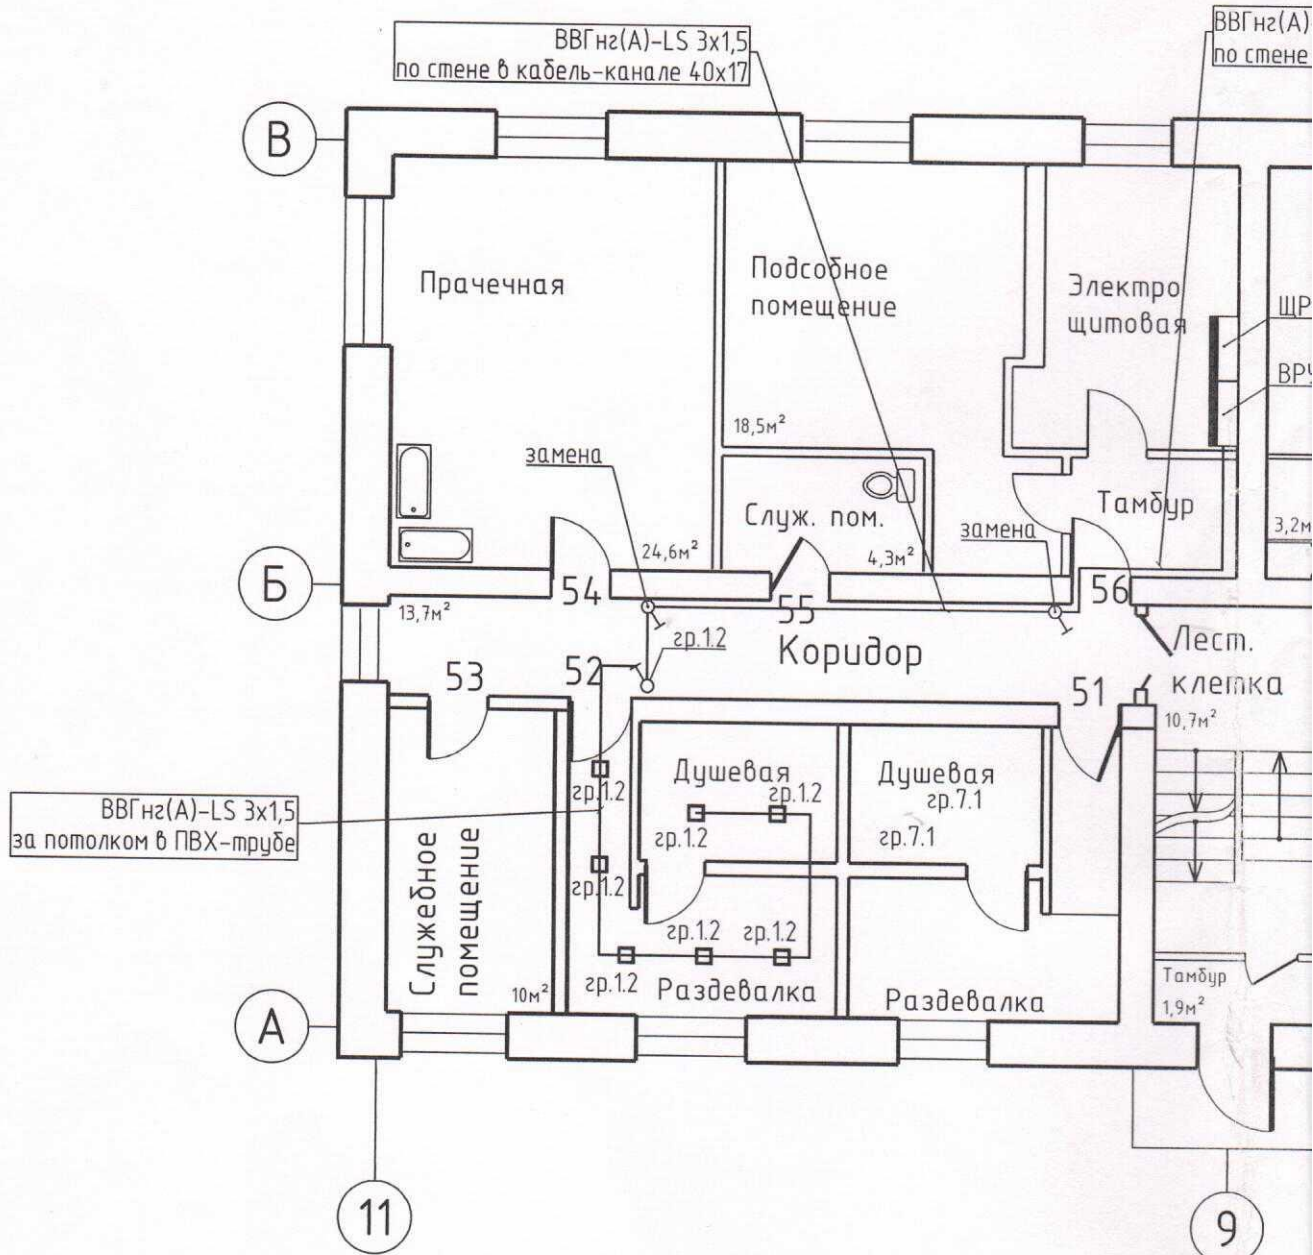 ВВГнг(А)-LS 3х1,5
по стене в кабель-канале 40х17
ВВГнг(А)-
по стене
В
Прачечная
Подсобное
помещение
Электро
щитовая
ЩР
ВРУ
18,5м²
замена
Служ. пом.
Тамбур
24,6м²
4,3м²
замена
3,2м
Б
54
55
56
13,7м²
гр.1.2
Коридор
Лест.
клетка
53
52
51
10,7м²
ВВГнг(А)-LS 3х1,5
за потолком в ПВХ-трубе
Душевая
Душевая
гр.1.2
гр.1.2
гр.7.1
гр.1.2
гр.7.1
гр.1.2
Служебное
помещение
гр.1.2
гр.1.2
гр.1.2
10м²
Раздевалка
Раздевалка
Тамбур
1,9м²
А
11
9